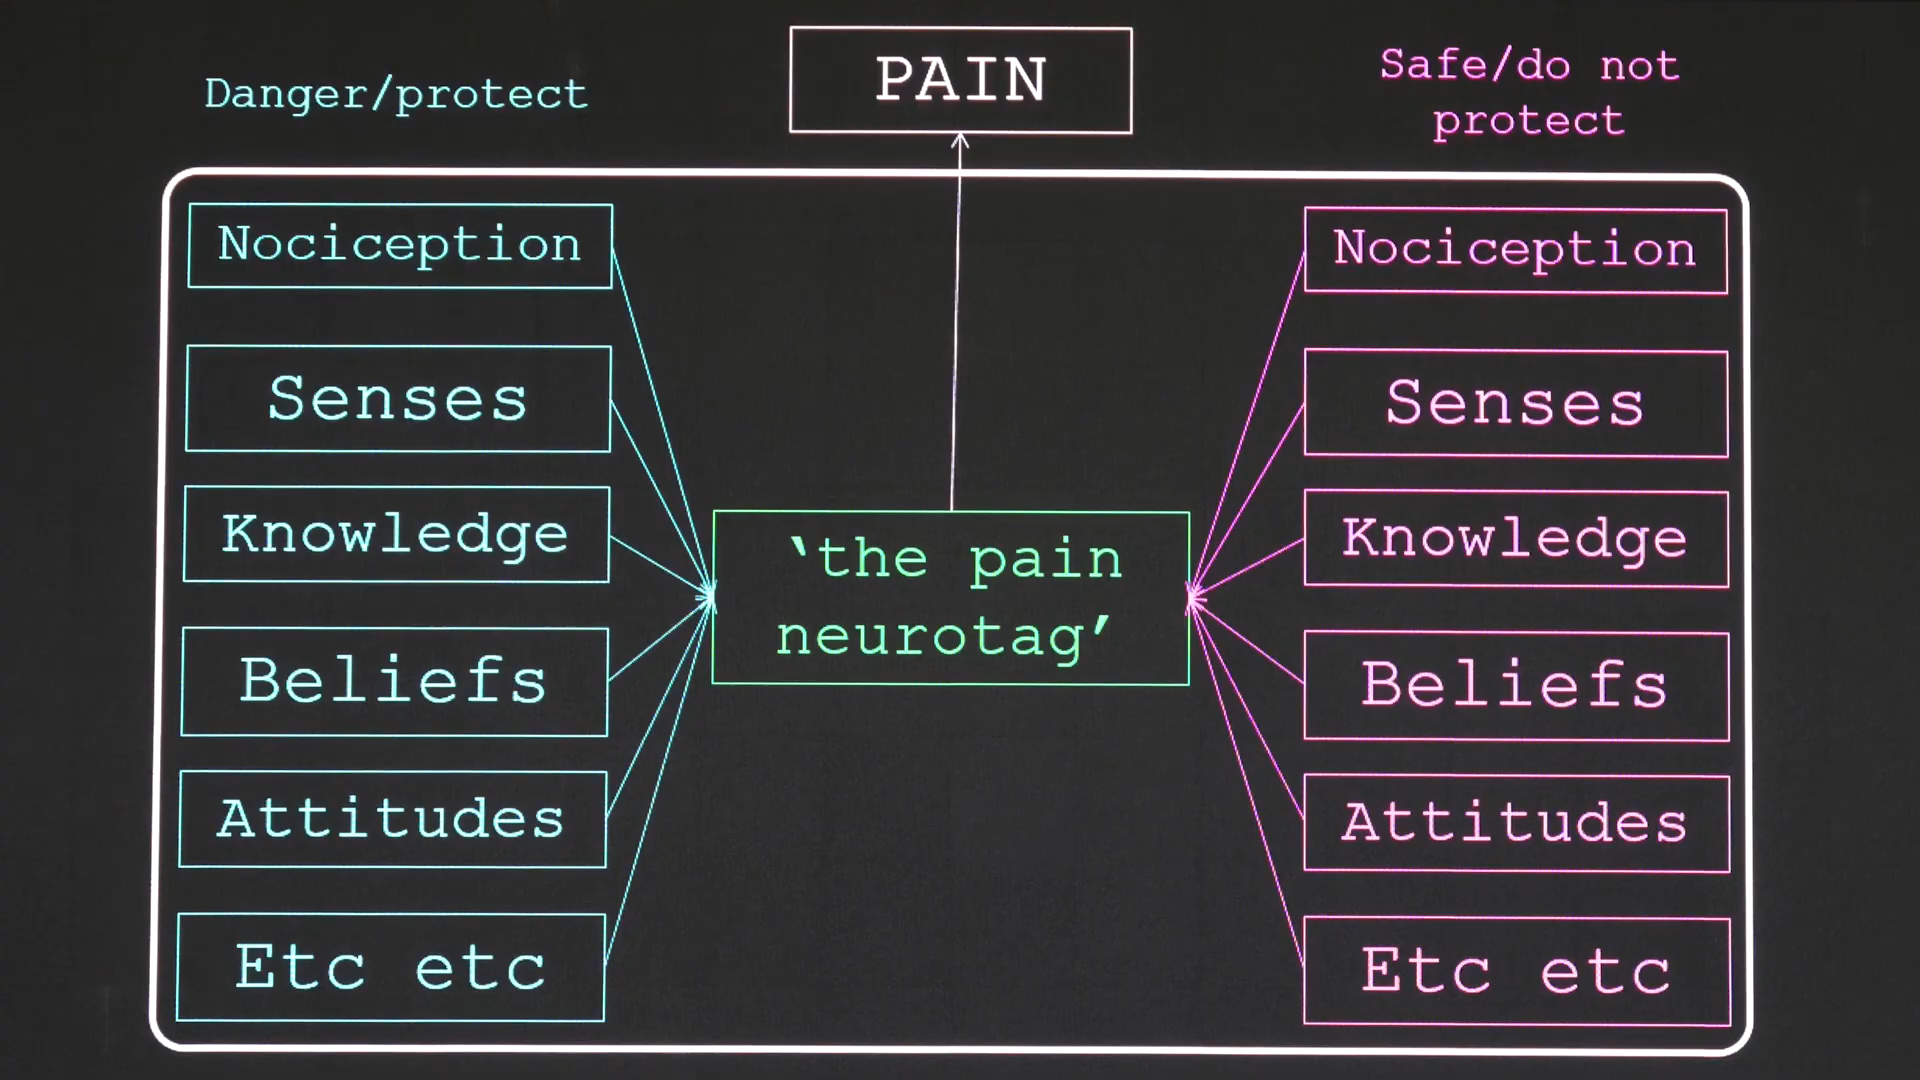 PAIN
Danger/protect
Safe/do not
protect
Nociception
Senses
Knowledge
Beliefs
Attitudes
Etc etc
‘the pain
neurotag’
Nociception
Senses
Knowledge
Beliefs
Attitudes
Etc etc